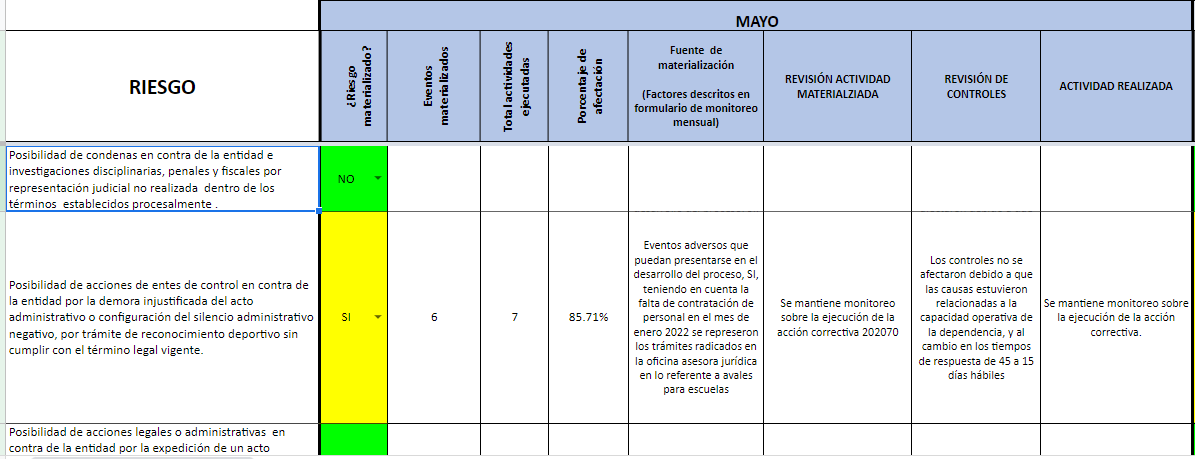 MAYO
RIESGO
¿Riesgo
materializado?
Eventos
materializados
Total actividades
ejecutadas
Porcentaje de
afectación
Fuente de
materialización
(Factores descritos en
formulario de monitoreo
mensual)
REVISIÓN ACTIVIDAD
MATERIALZIADA
REVISIÓN DE
CONTROLES
ACTIVIDAD REALIZADA
Posibilidad de condenas en contra de la entidad e
investigaciones disciplinarias, penales y fiscales por
representación judicial no realizada dentro de los
términos establecidos procesalmente .
NO
Posibilidad de acciones de entes de control en contra de
la entidad por la demora injustificada del acto
administrativo o configuración del silencio administrativo
negativo, por trámite de reconocimiento deportivo sin
cumplir con el término legal vigente.
SI
6
7
85.71%
Eventos adversos que
puedan presentarse en el
desarrollo del proceso, SI,
teniendo en cuenta la
falta de contratación de
personal en el mes de
enero 2022 se represeron
los trámites radicados en
la oficina asesora jurídica
en lo referente a avales
para escuelas
Se mantiene monitoreo
sobre la ejecución de la
acción correctiva 202070
Los controles no se
afectaron debido a que
las causas estuvieron
relacionadas a la
capacidad operativa de
la dependencia, y al
cambio en los tiempos
de respuesta de 45 a 15
días hábiles
Se mantiene monitoreo sobre
la ejecución de la acción
correctiva.
Posibilidad de acciones legales o administrativas en
contra de la entidad por la expedición de un acto